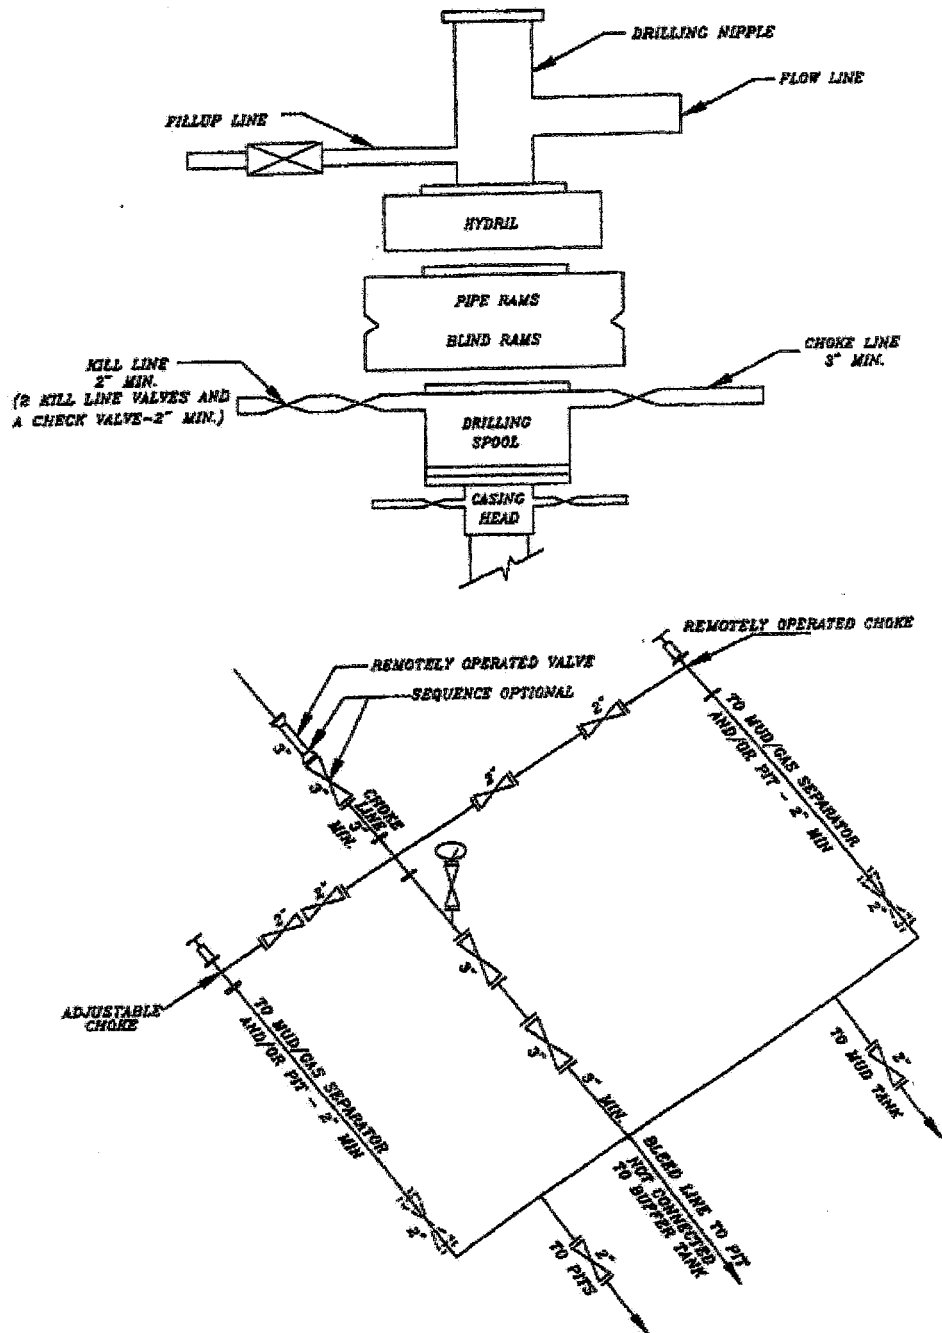 DRILLING NIPPLE
FLOW LINE
FILLUP LINE
HYDRIL
PIPE RAMS
BLIND RAMS
CHOKE LINE
3" MIN.
KILL LINE
2" MIN.
(2 KILL LINE VALVES AND
A CHECK VALVE-2" MIN.)
DRILLING
SPOOL
CASING
HEAD
REMOTELY OPERATED CHOKE
REMOTELY OPERATED VALVE
SEQUENCE OPTIONAL
3"
3"
3"
MIN.
CHOKE
LINE
2"
2"
TO MUD/GAS SEPARATOR
AND/OR PIT - 2" MIN
2"
2"
2"
3"
3"
3" MIN.
ADJUSTABLE
CHOKE
TO MUD/GAS SEPARATOR
AND/OR PIT - 2" MIN
2"
2"
TO MUD TANK
BLEED LINE TO PIT
NOT CONNECTED
TO BUFFER TANK
2"
TO PITS